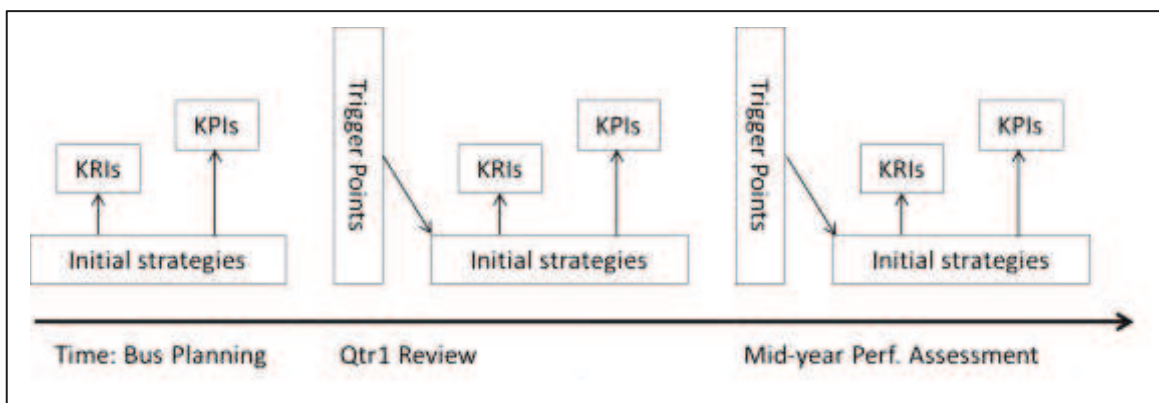 KRIs
KPIs
Initial strategies
Trigger Points
KRIs
KPIs
Initial strategies
Trigger Points
KRIs
KPIs
Initial strategies
Time: Bus Planning
Qtr1 Review
Mid-year Perf. Assessment